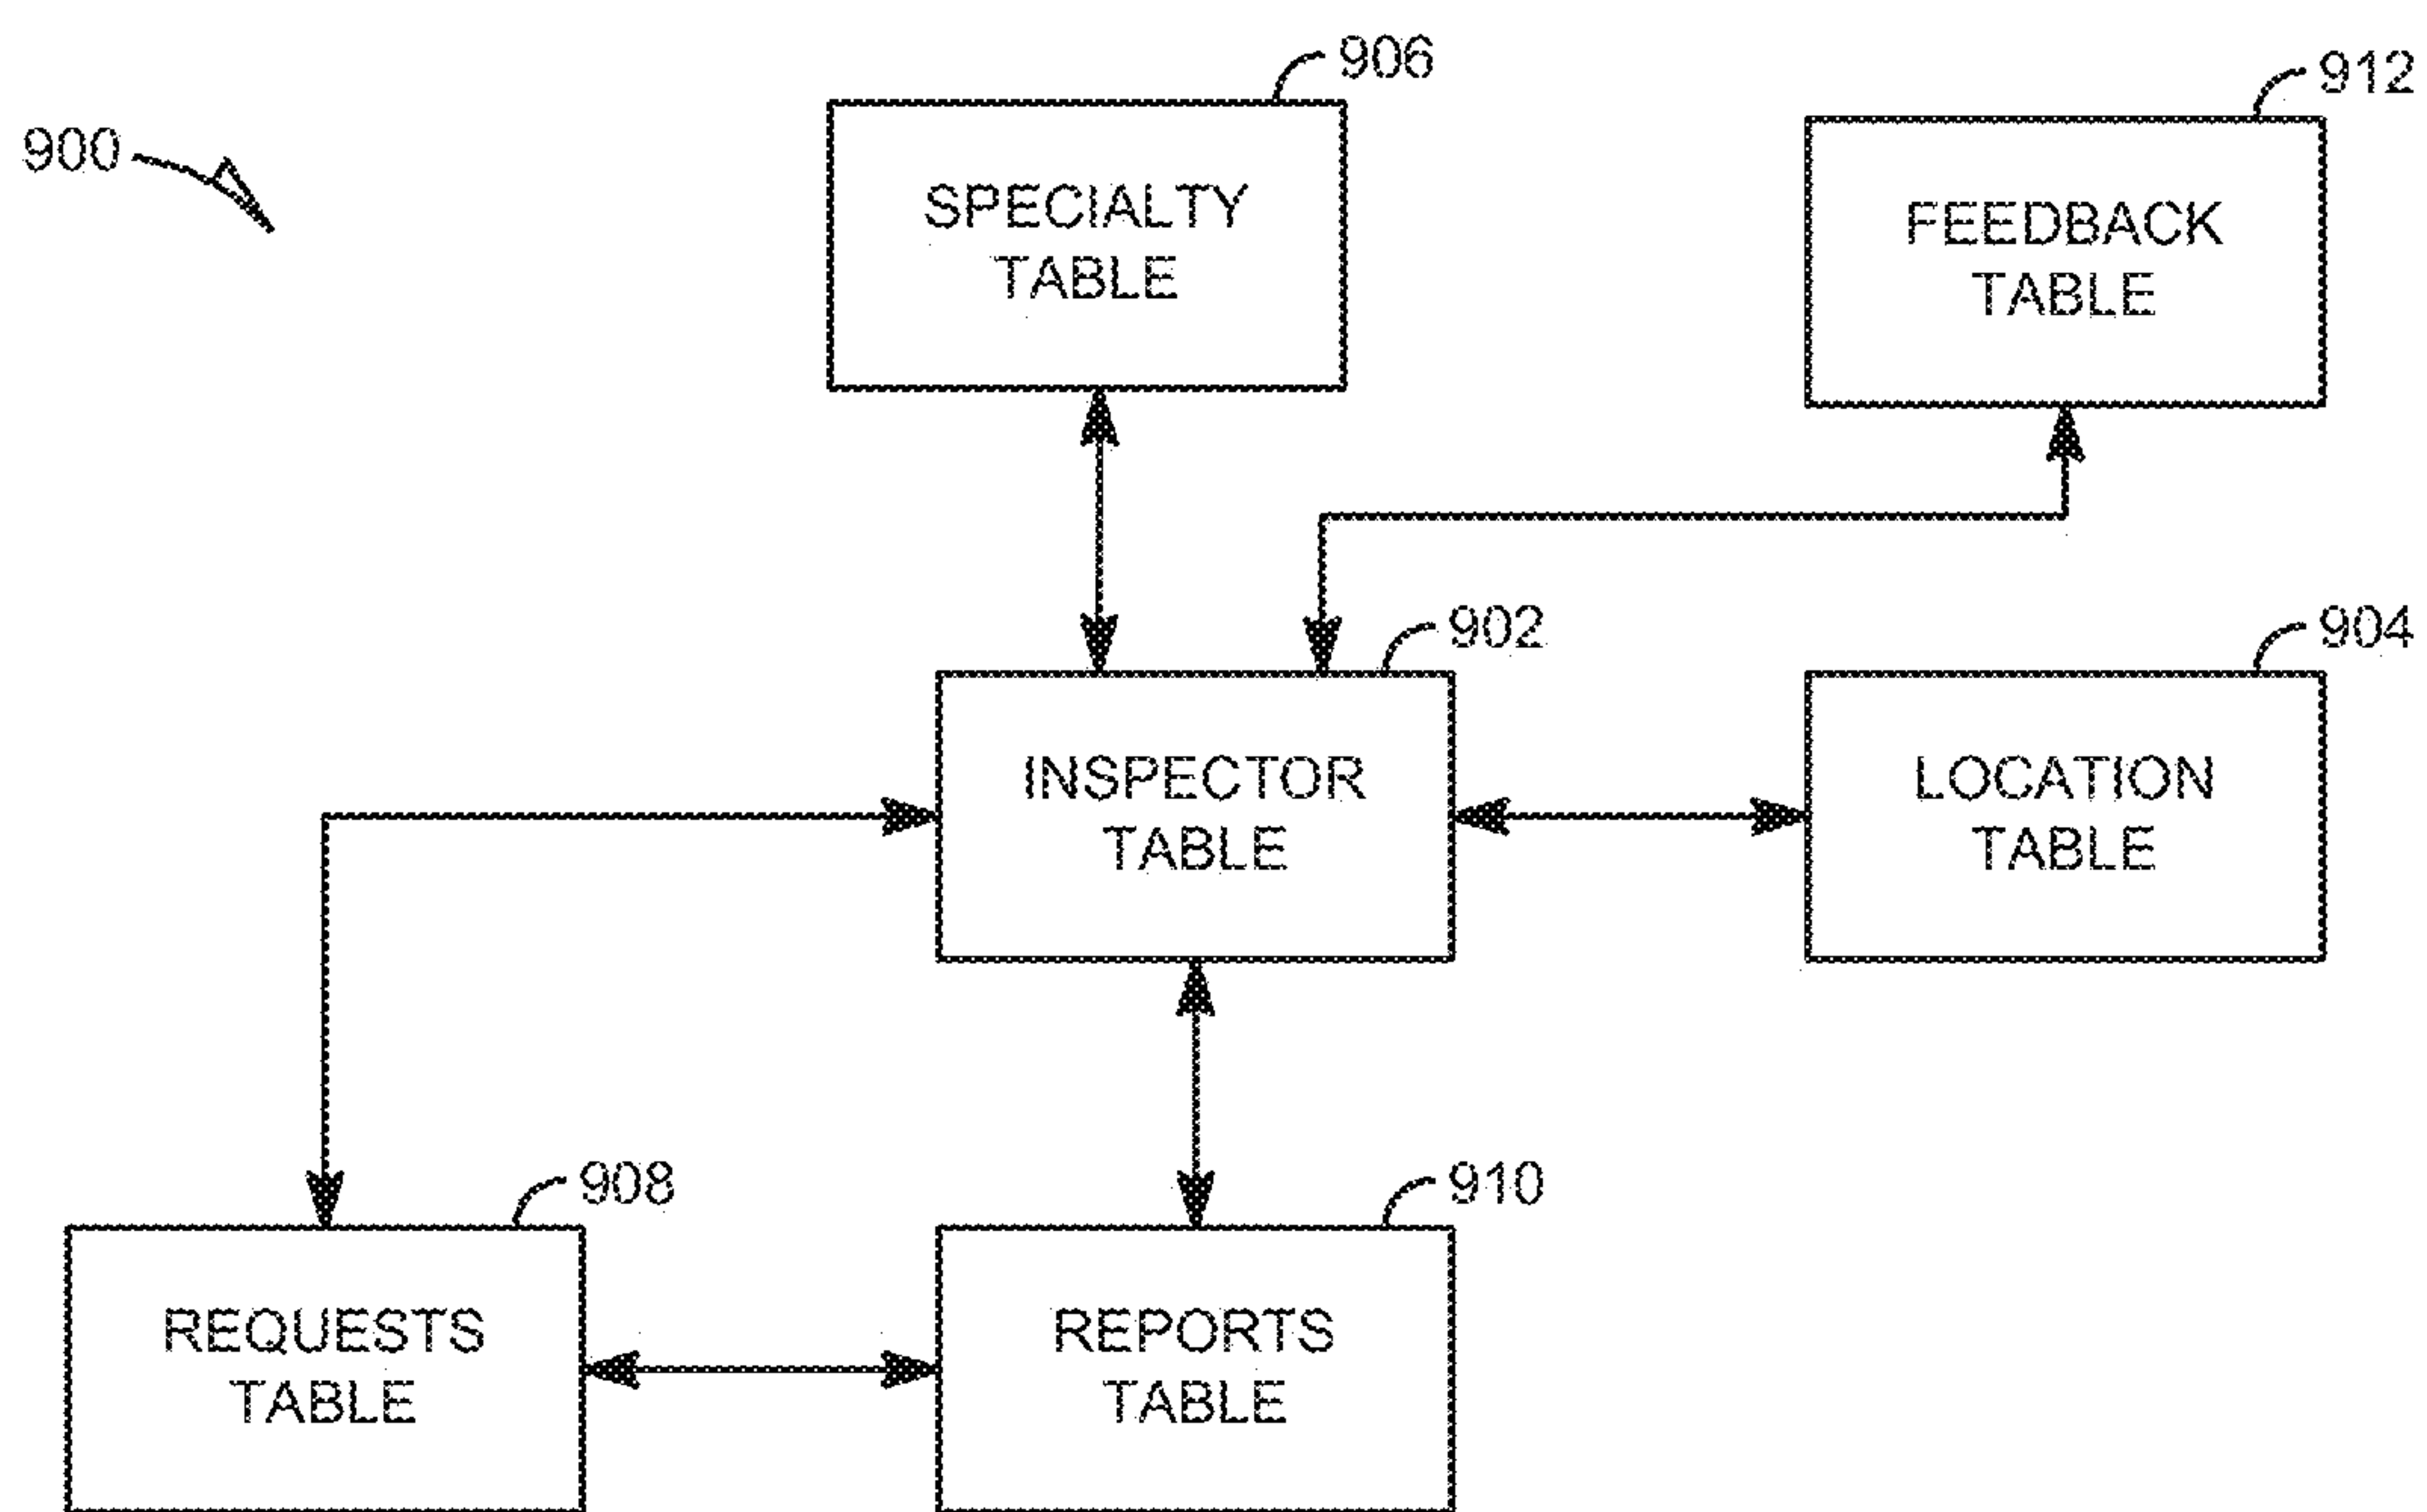 906
912
900
SPECIALTY
TABLE
FEEDBACK
TABLE
902
904
INSPECTOR
TABLE
LOCATION
TABLE
908
910
REQUESTS
TABLE
REPORTS
TABLE